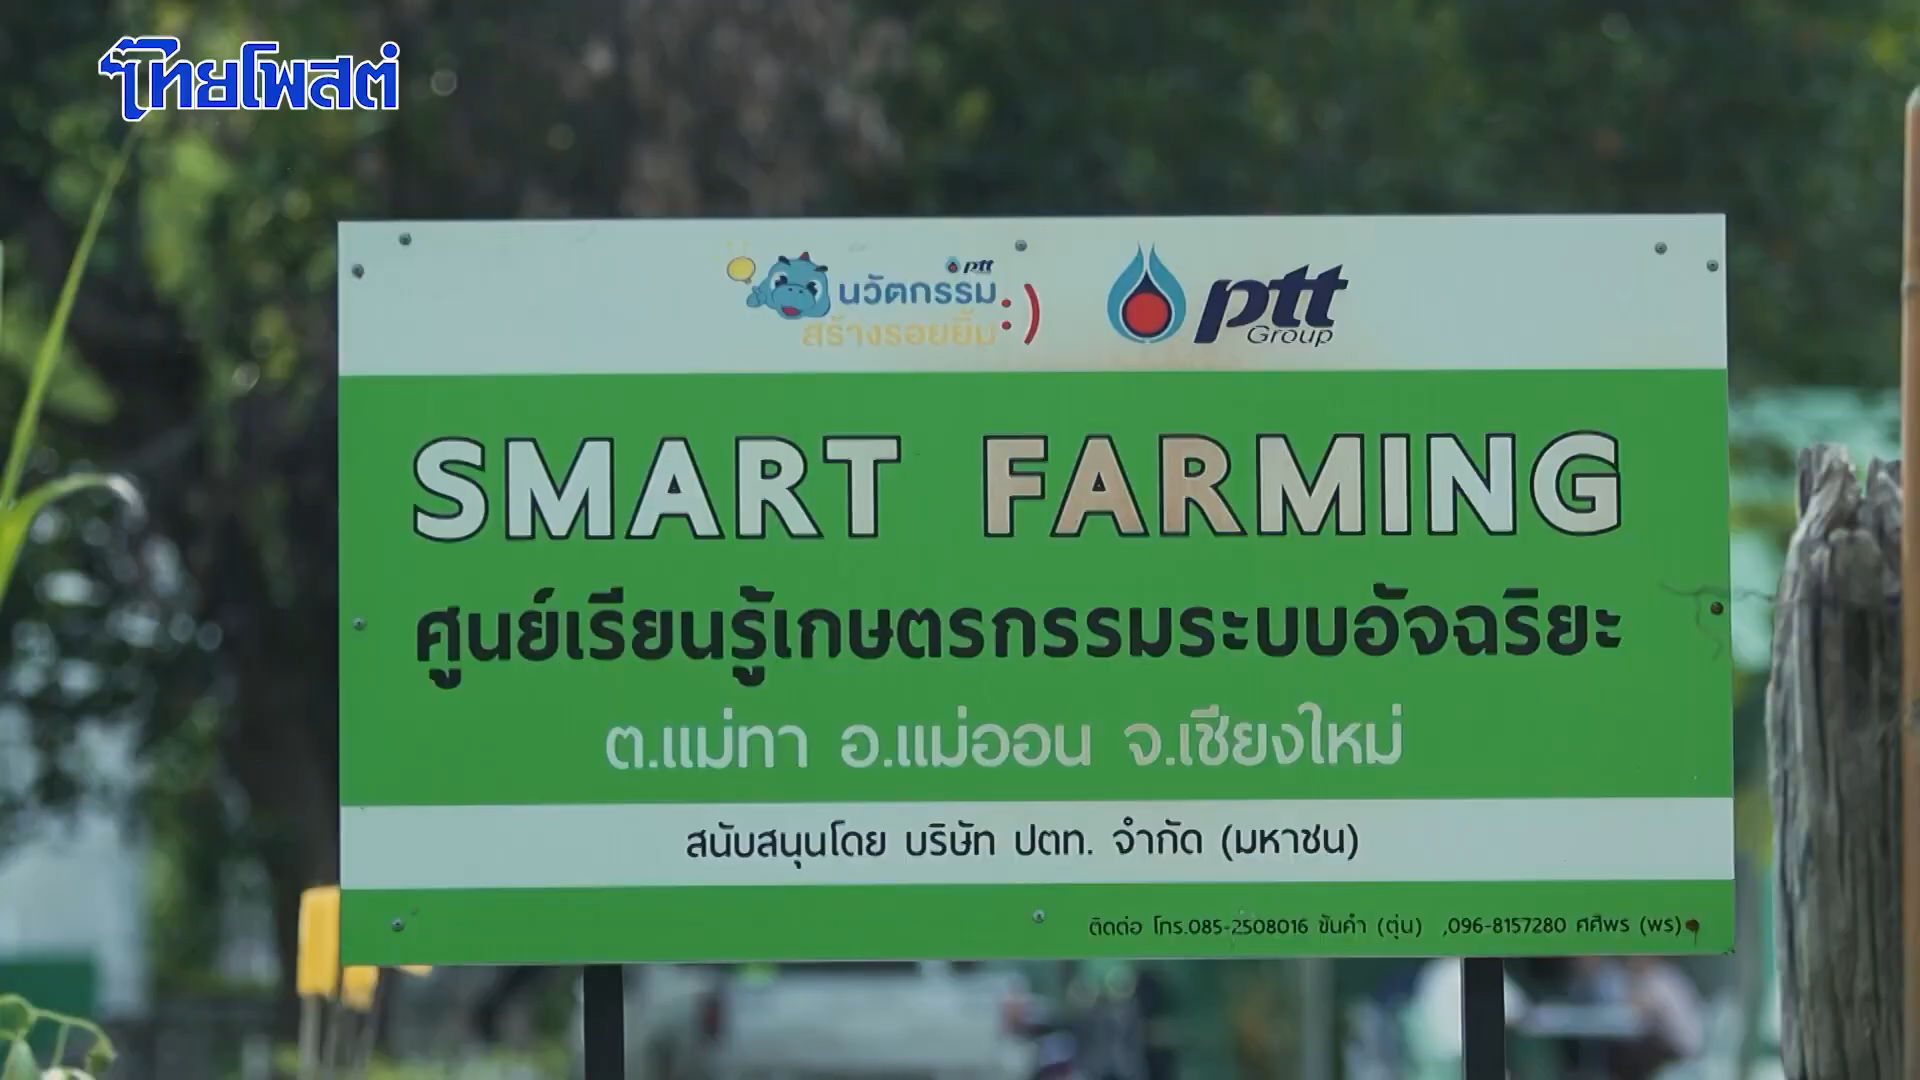 ไทยโพสต์
ptt
นวัตกรรม
สร้างรอยยิ้ม :)
ptt
Group
SMART FARMING
ศูนย์เรียนรู้เกษตรกรรมระบบอัจฉริยะ
ต.แม่ทา อ.แม่ออน จ.เชียงใหม่
สนับสนุนโดย บริษัท ปตท. จำกัด (มหาชน)
ติดต่อ โทร.085-2508016 ขันคำ (ตุ่น) ,096-8157280 ศศิพร (พร)